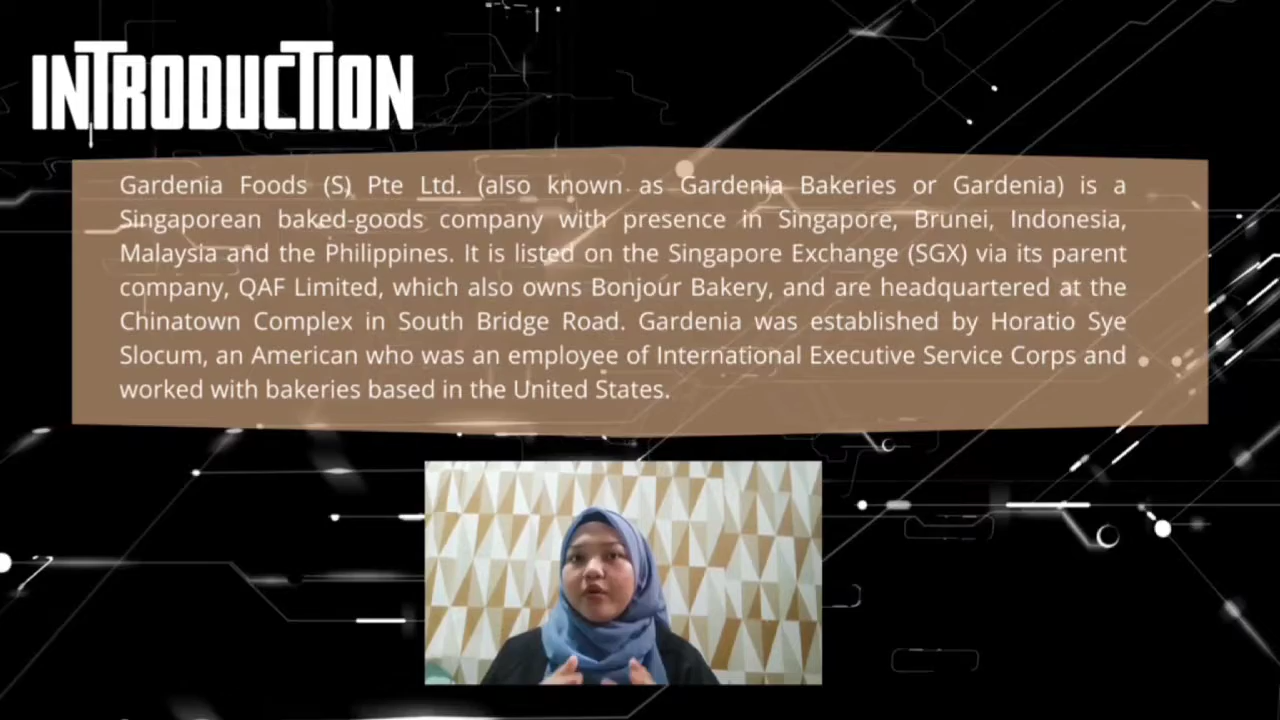 INTRODUCTION
Gardenia Foods (S) Pte Ltd. (also known as Gardenia Bakeries or Gardenia) is a
Singaporean baked-goods company with presence in Singapore, Brunei, Indonesia,
Malaysia and the Philippines. It is listed on the Singapore Exchange (SGX) via its parent
company, QAF Limited, which also owns Bonjour Bakery, and are headquartered at the
Chinatown Complex in South Bridge Road. Gardenia was established by Horatio Sye
Slocum, an American who was an employee of International Executive Service Corps and
worked with bakeries based in the United States.